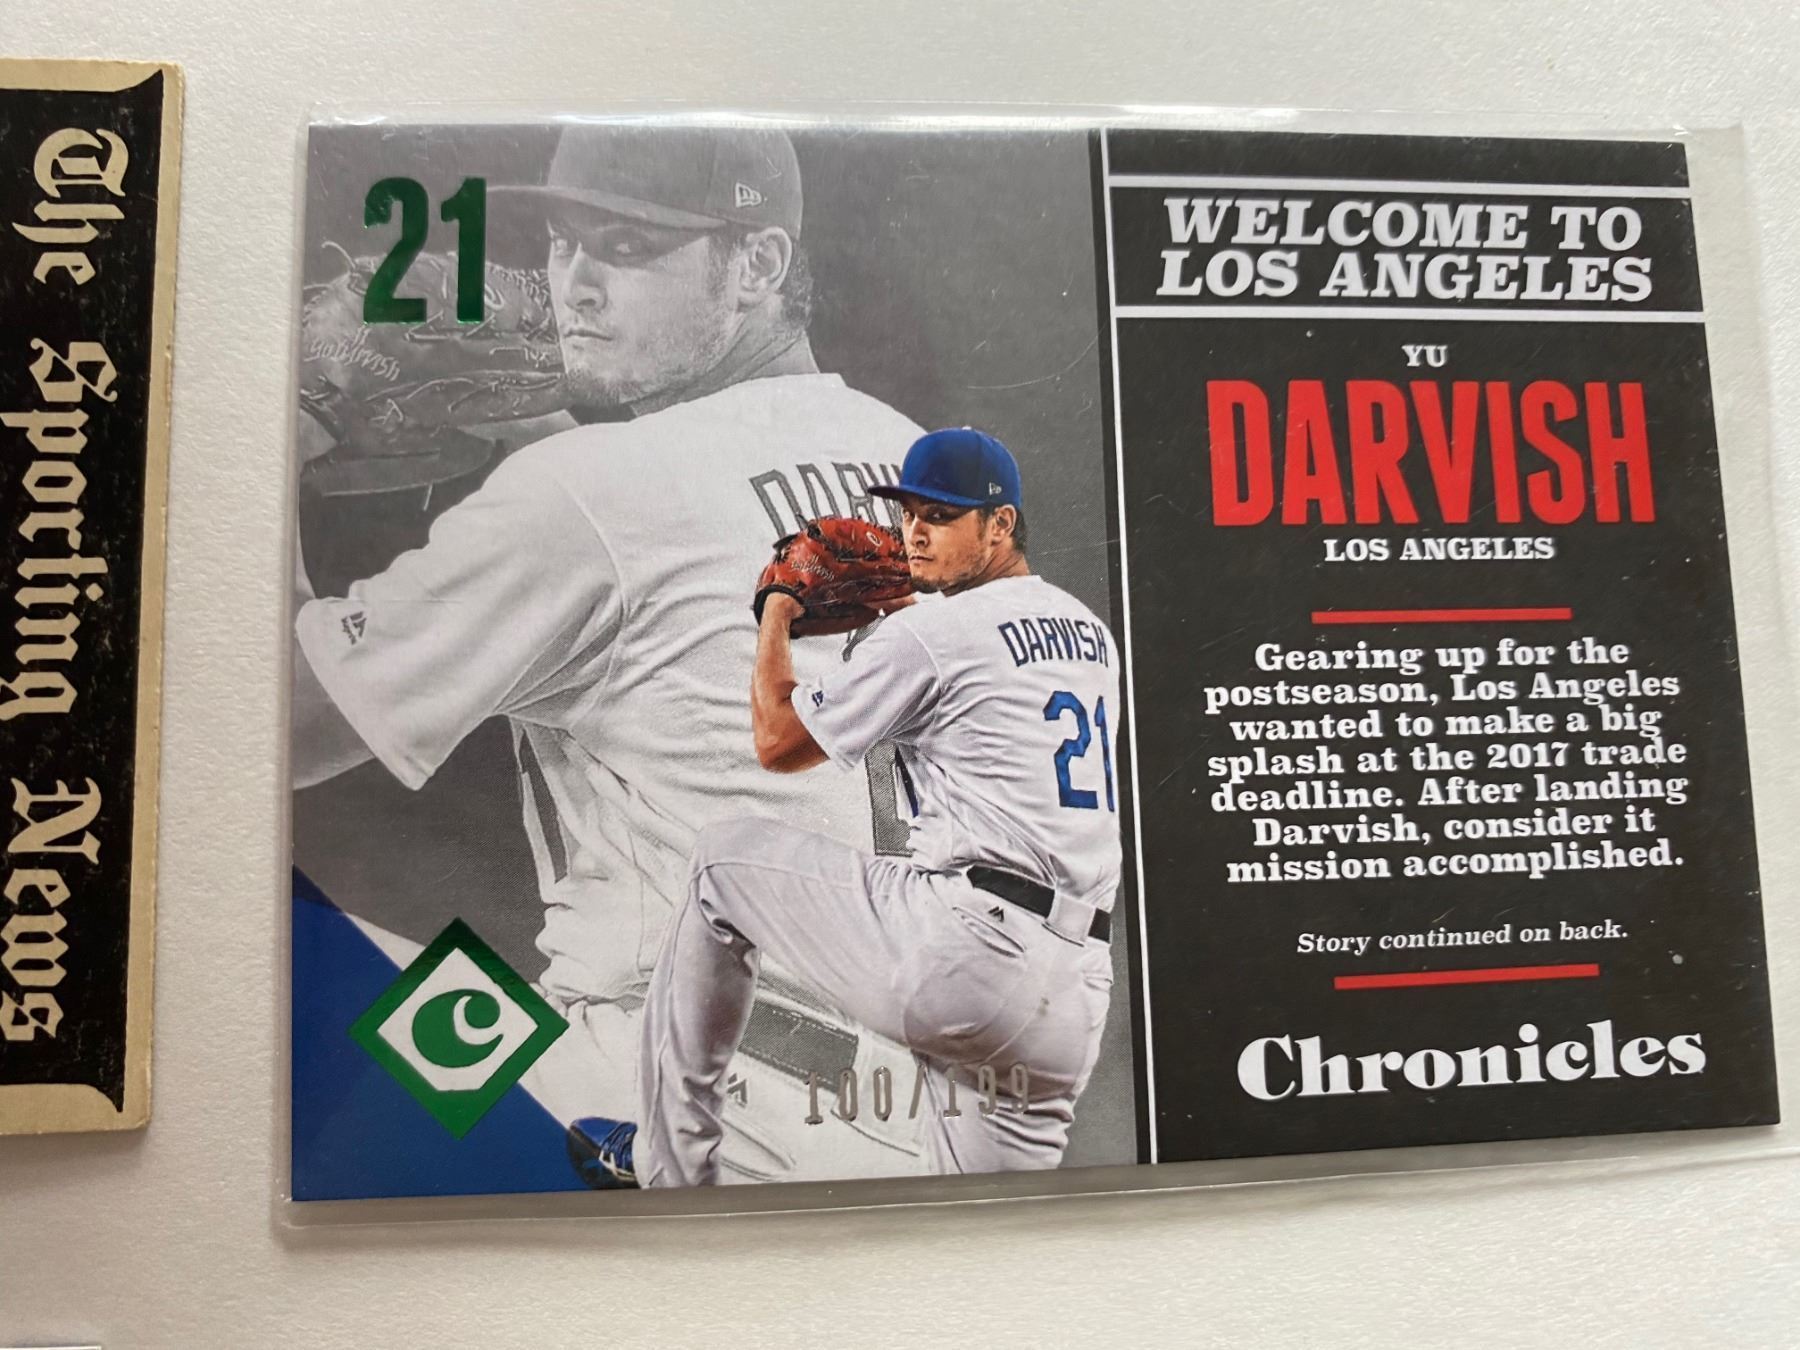 The Sporting News
21
WELCOME TO
LOS ANGELES
YU
DARVISH
LOS ANGELES
DARVISH
21
Gearing up for the
postseason, Los Angeles
wanted to make a big
splash at the 2017 trade
deadline. After landing
Darvish, consider it
mission accomplished.
Story continued on back.
C
100/199
Chronicles